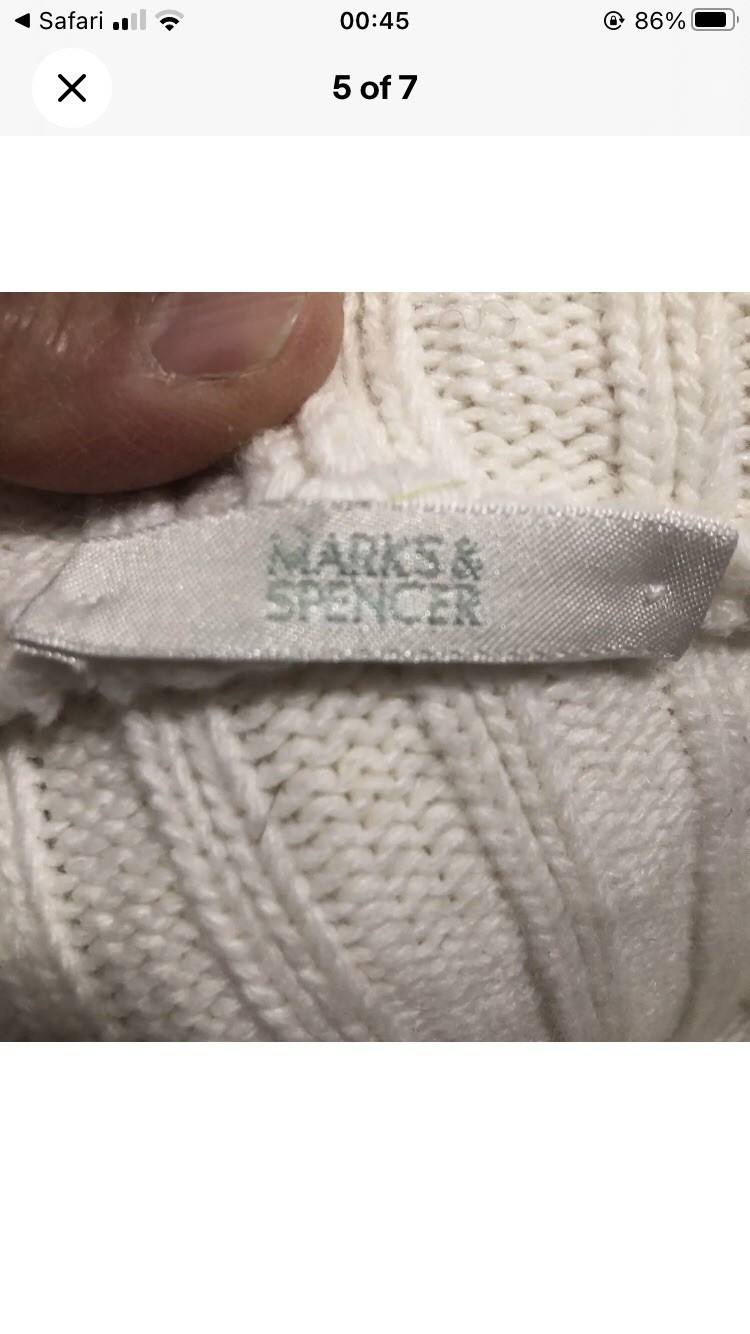 Safari
00:45
86%
5 of 7
MARKS &
SPENCER